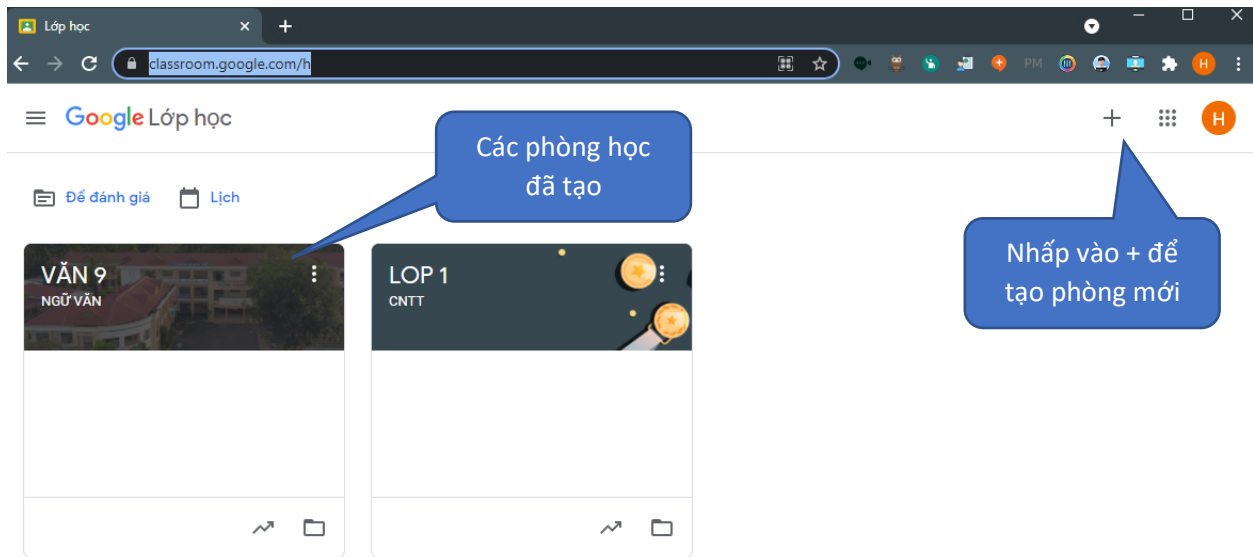 Lớp học
classroom.google.com/h
PM
H
Google Lớp học
H
Các phòng học
đã tạo
Để đánh giá
Lịch
Nhấp vào + để
tạo phòng mới
VĂN 9
NGỮ VĂN
LOP 1
CNTT